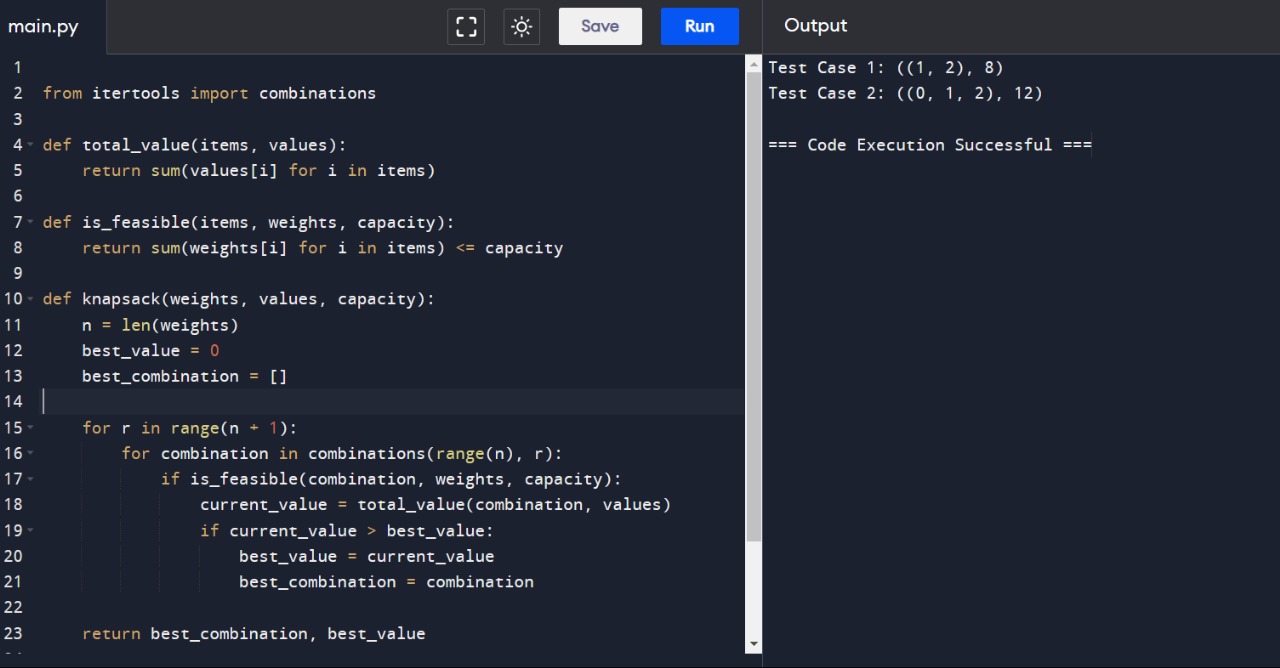 main.py
Save
Run
Output
1
2 from itertools import combinations
3
4 def total_value(items, values):
5     return sum(values[i] for i in items)
6
7 def is_feasible(items, weights, capacity):
8     return sum(weights[i] for i in items) <= capacity
9
10 def knapsack(weights, values, capacity):
11     n = len(weights)
12     best_value = 0
13     best_combination = []
14
15     for r in range(n + 1):
16         for combination in combinations(range(n), r):
17             if is_feasible(combination, weights, capacity):
18                 current_value = total_value(combination, values)
19                 if current_value > best_value:
20                     best_value = current_value
21                     best_combination = combination
22
23     return best_combination, best_value
Test Case 1: ((1, 2), 8)
Test Case 2: ((0, 1, 2), 12)
=== Code Execution Successful ===